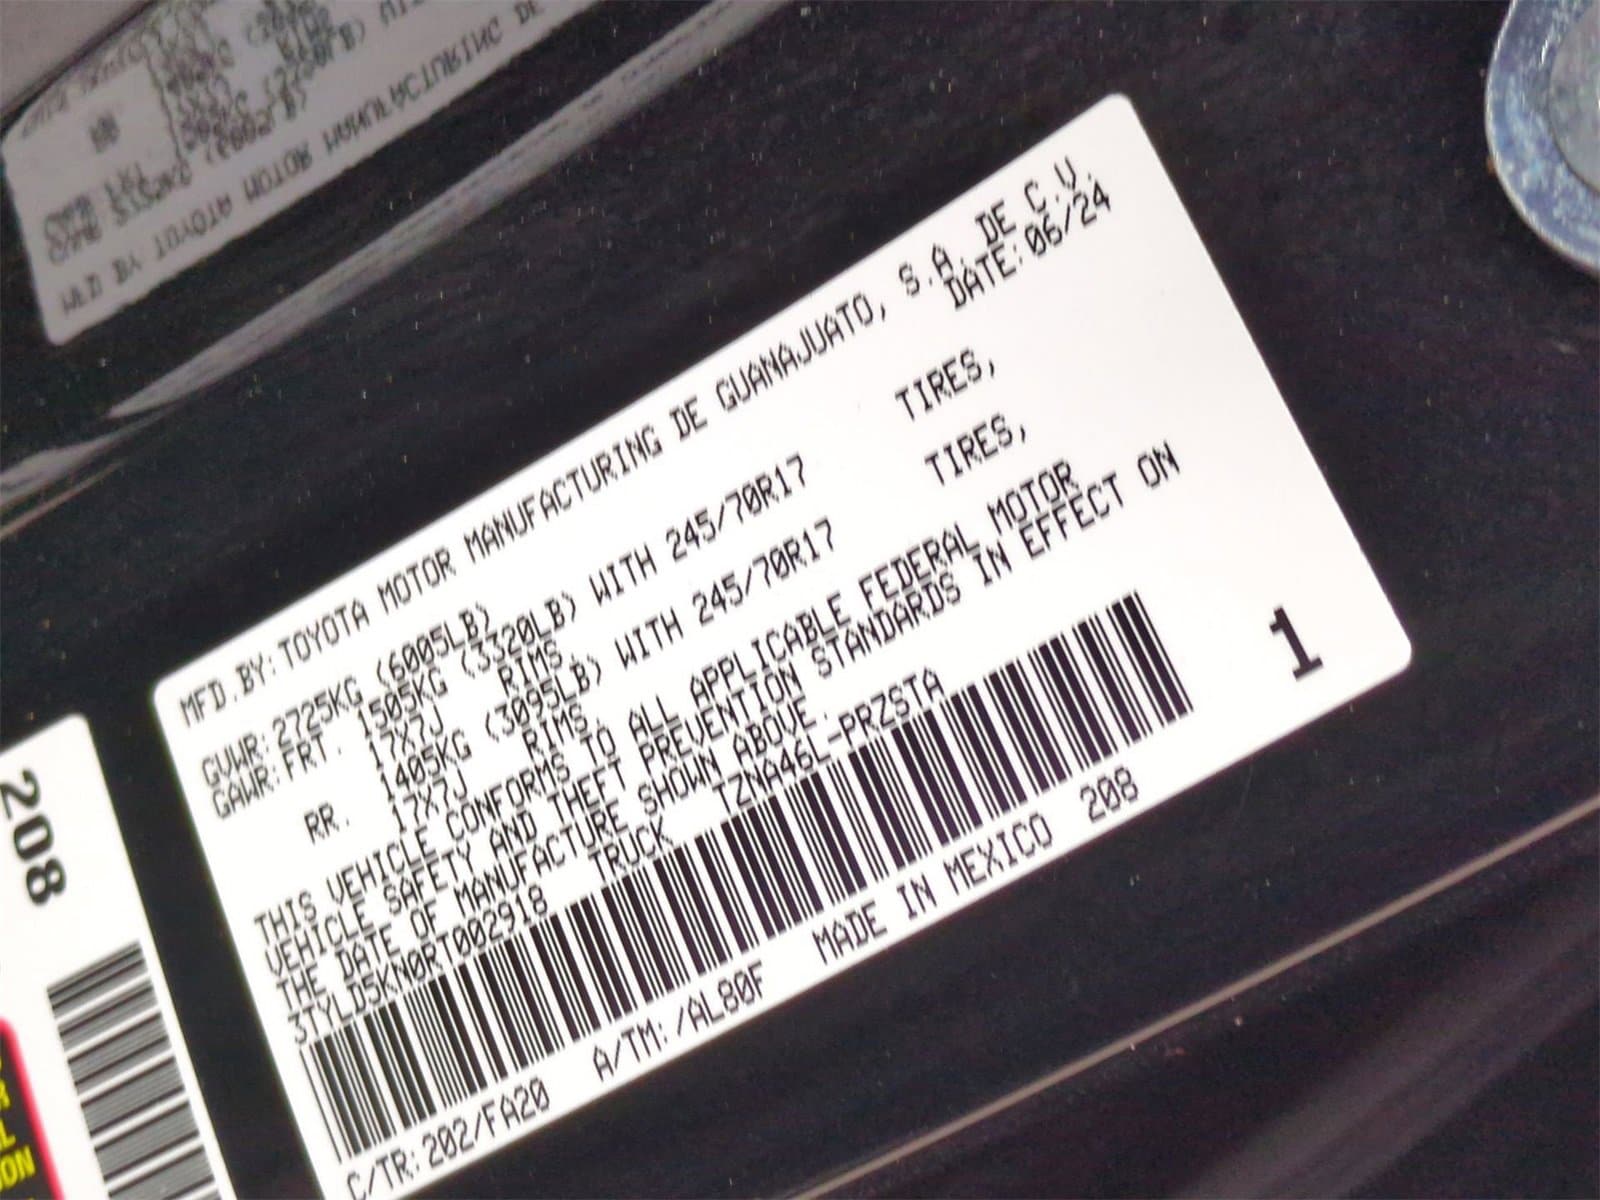 MFD.BY:TOYOTA MOTOR MANUFACTURING DE GUANAJUATO, S.A. DE C.V.
DATE:06/24
GVWR:2725KG (6005LB)
GAWR:FRT. 1505KG (3320LB) WITH 245/70R17 TIRES,
17X7J RIMS,
RR. 1405KG (3095LB) WITH 245/70R17 TIRES,
17X7J RIMS,
THIS VEHICLE CONFORMS TO ALL APPLICABLE FEDERAL MOTOR
VEHICLE SAFETY AND THEFT PREVENTION STANDARDS IN EFFECT ON
THE DATE OF MANUFACTURE SHOWN ABOVE.
3TYLD5KN0RT002918 TRUCK TZNA46L-PRZSTA
C/TR:202/FA20 A/TM:/AL80F MADE IN MEXICO 208
1
208